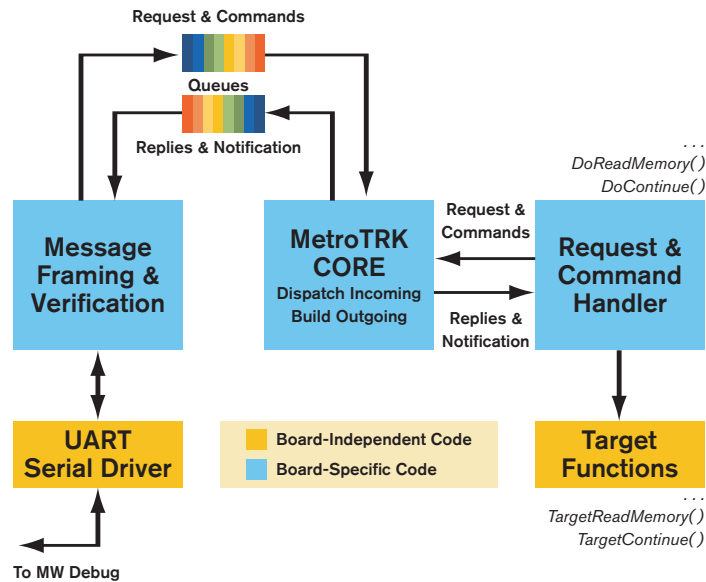 Request & Commands
Queues
Replies & Notification
. . .
DoReadMemory( )
DoContinue( )
Message
Framing &
Verification
MetroTRK
CORE
Dispatch Incoming
Build Outgoing
Request &
Commands
Replies &
Notification
Request &
Command
Handler
UART
Serial Driver
Board-Independent Code
Board-Specific Code
Target
Functions
. . .
TargetReadMemory( )
TargetContinue( )
To MW Debug